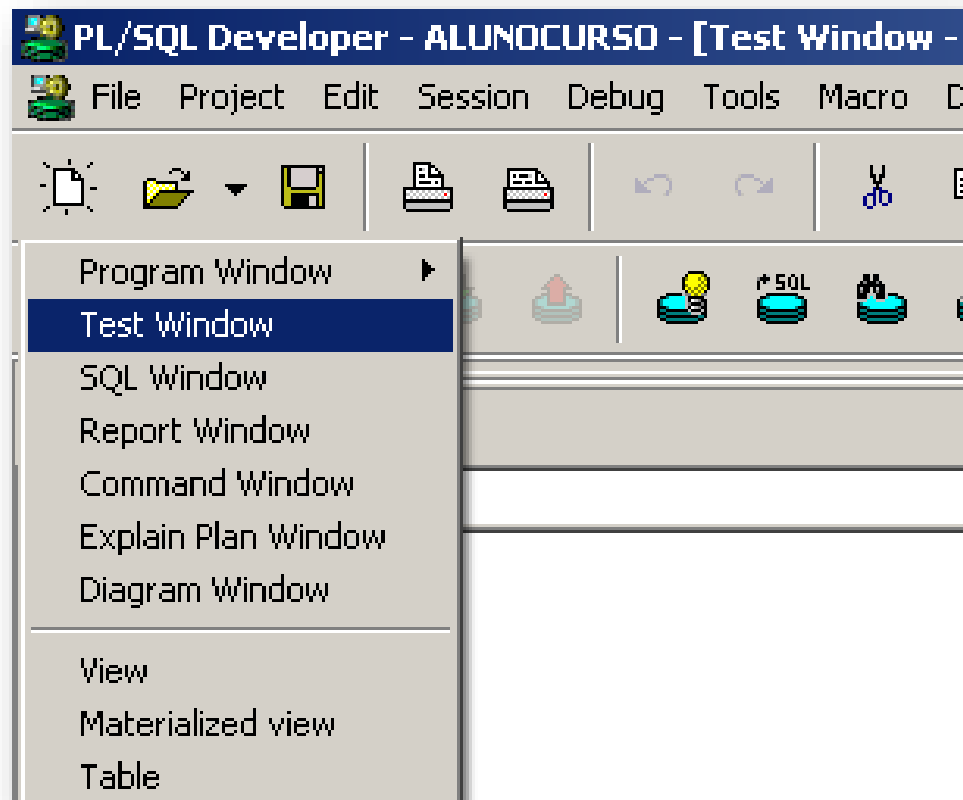 PL/SQL Developer - ALUNOCURSO - [Test Window -
File Project Edit Session Debug Tools Macro
SQL
Program Window
Test Window
SQL Window
Report Window
Command Window
Explain Plan Window
Diagram Window
View
Materialized view
Table